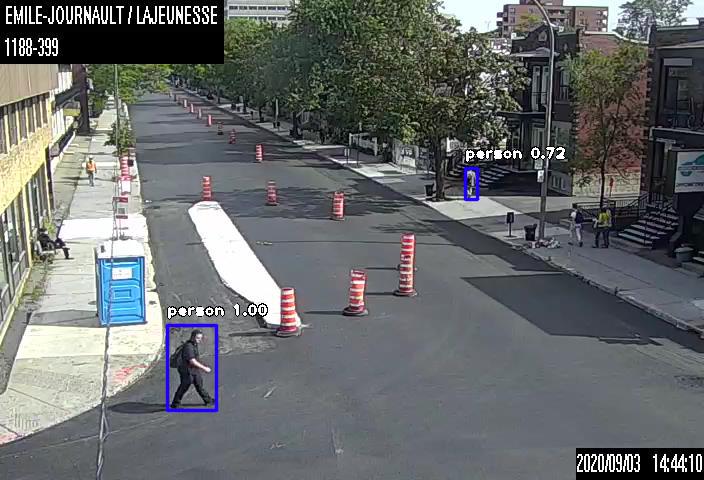 EMILE-JOURNAULT / LAJEUNESSE
1188-399
person 0.72
person 1.00
2020/09/03 14:44:10